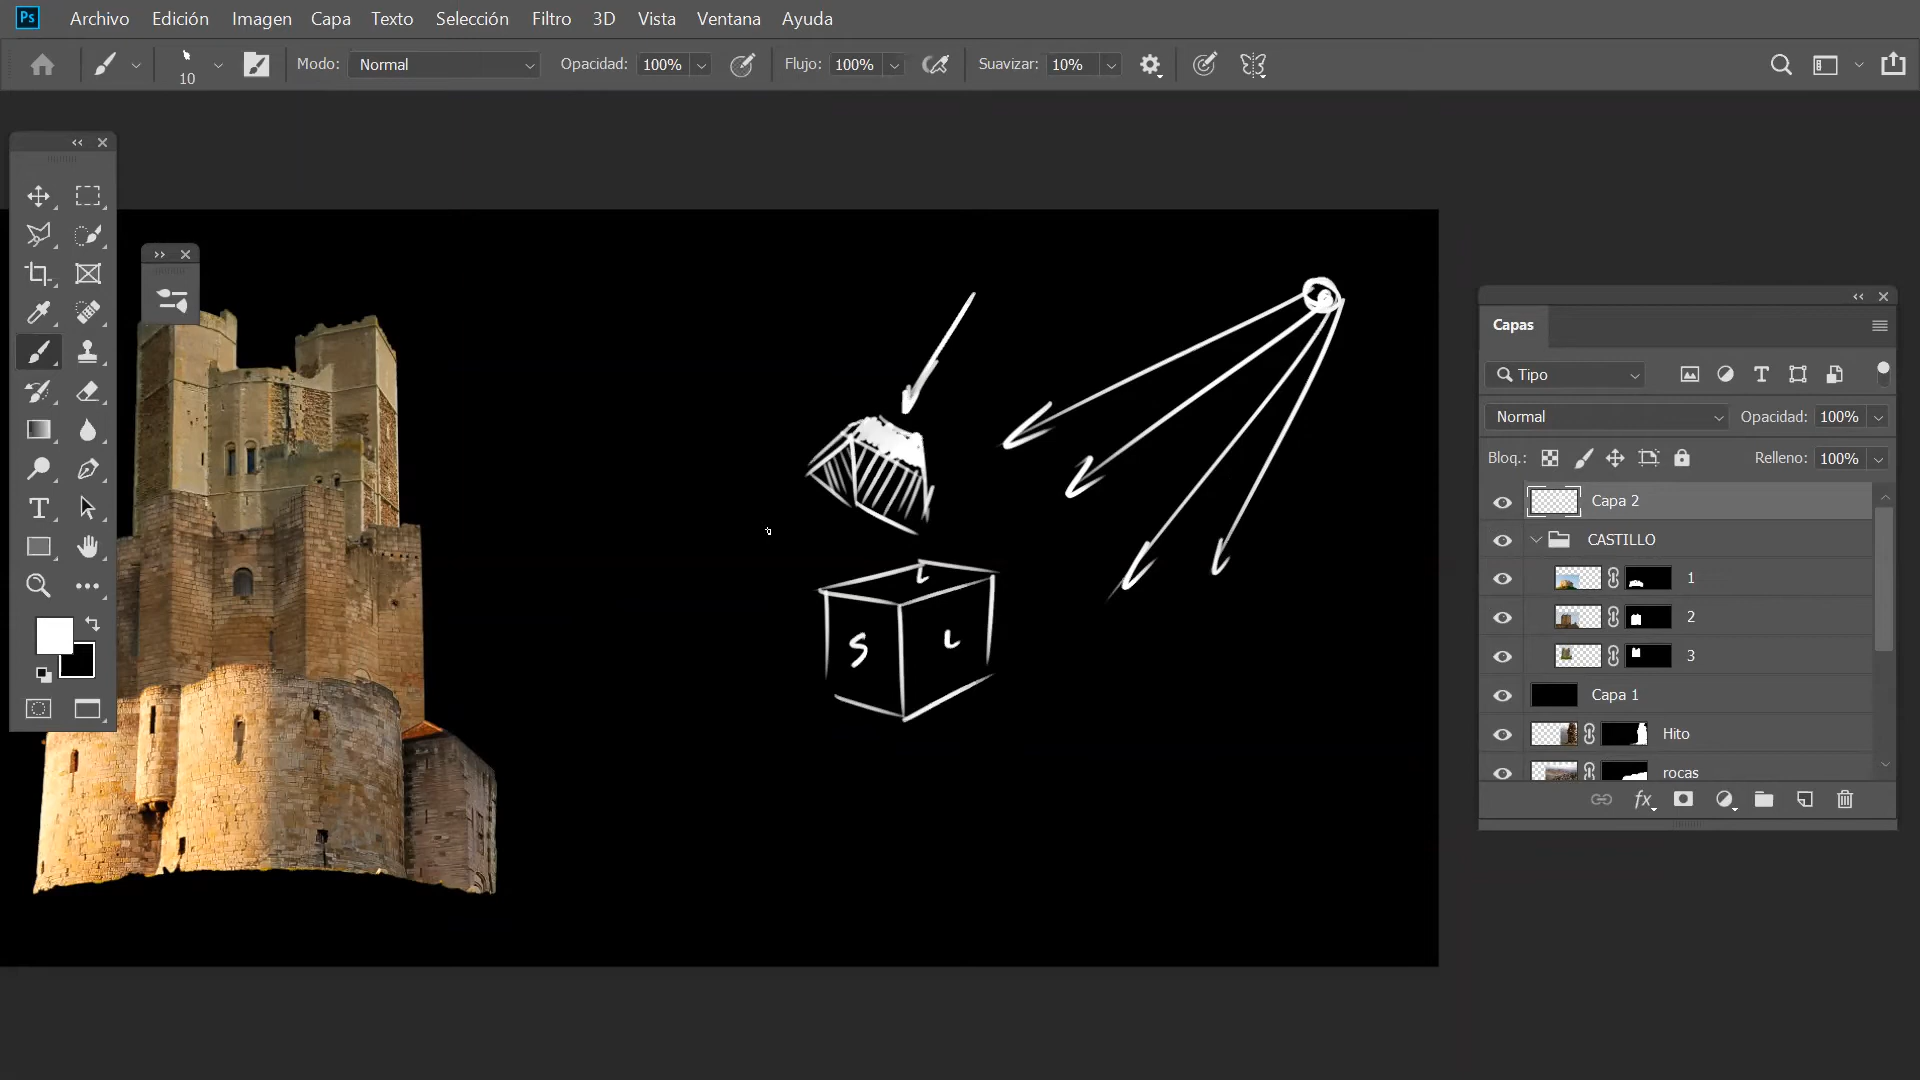 Ps Archivo Edición Imagen Capa Texto Selección Filtro 3D Vista Ventana Ayuda
10 Modo: Normal Opacidad: 100% Flujo: 100% Suavizar: 10%
Capas
Tipo
Normal Opacidad: 100%
Bloq.: Relleno: 100%
Capa 2
CASTILLO
1
2
3
Capa 1
Hito
rocas
L
S L